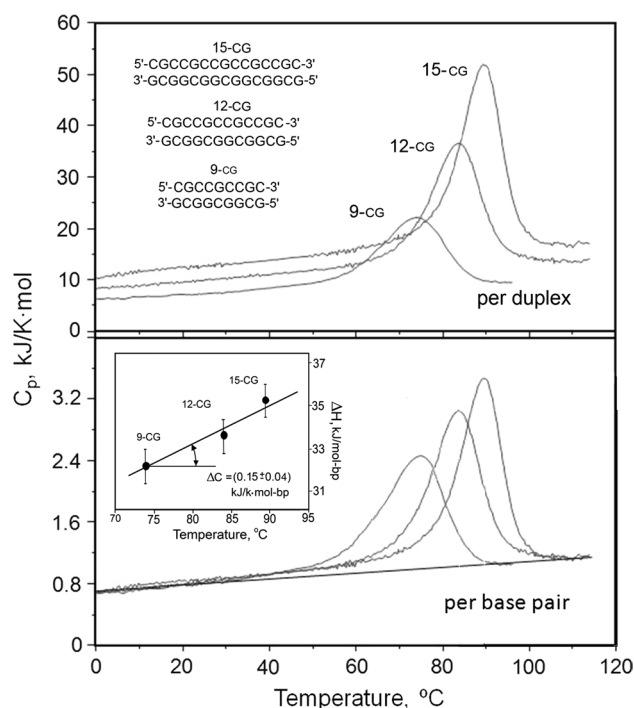 60
50
40
30
20
10
0
15-CG
5'-CGCCGCCGCCGCCGC-3'
3'-GCGGCGGCGGCGGCG-5'
12-CG
5'-CGCCGCCGCCGC-3'
3'-GCGGCGGCGGCG-5'
9-CG
5'-CGCCGCCGC-3'
3'-GCGGCGGCG-5'
15-CG
12-CG
9-CG
per duplex
Cp, kJ/K·mol
3.2
2.4
1.6
0.8
0
15-CG
12-CG
9-CG
ΔC =(0.15±0.04)
kJ/k·mol-bp
37
35
33
31
ΔH, kJ/mol-bp
70 75 80 85 90 95
Temperature, °C
per base pair
0 20 40 60 80 100 120
Temperature, ºC